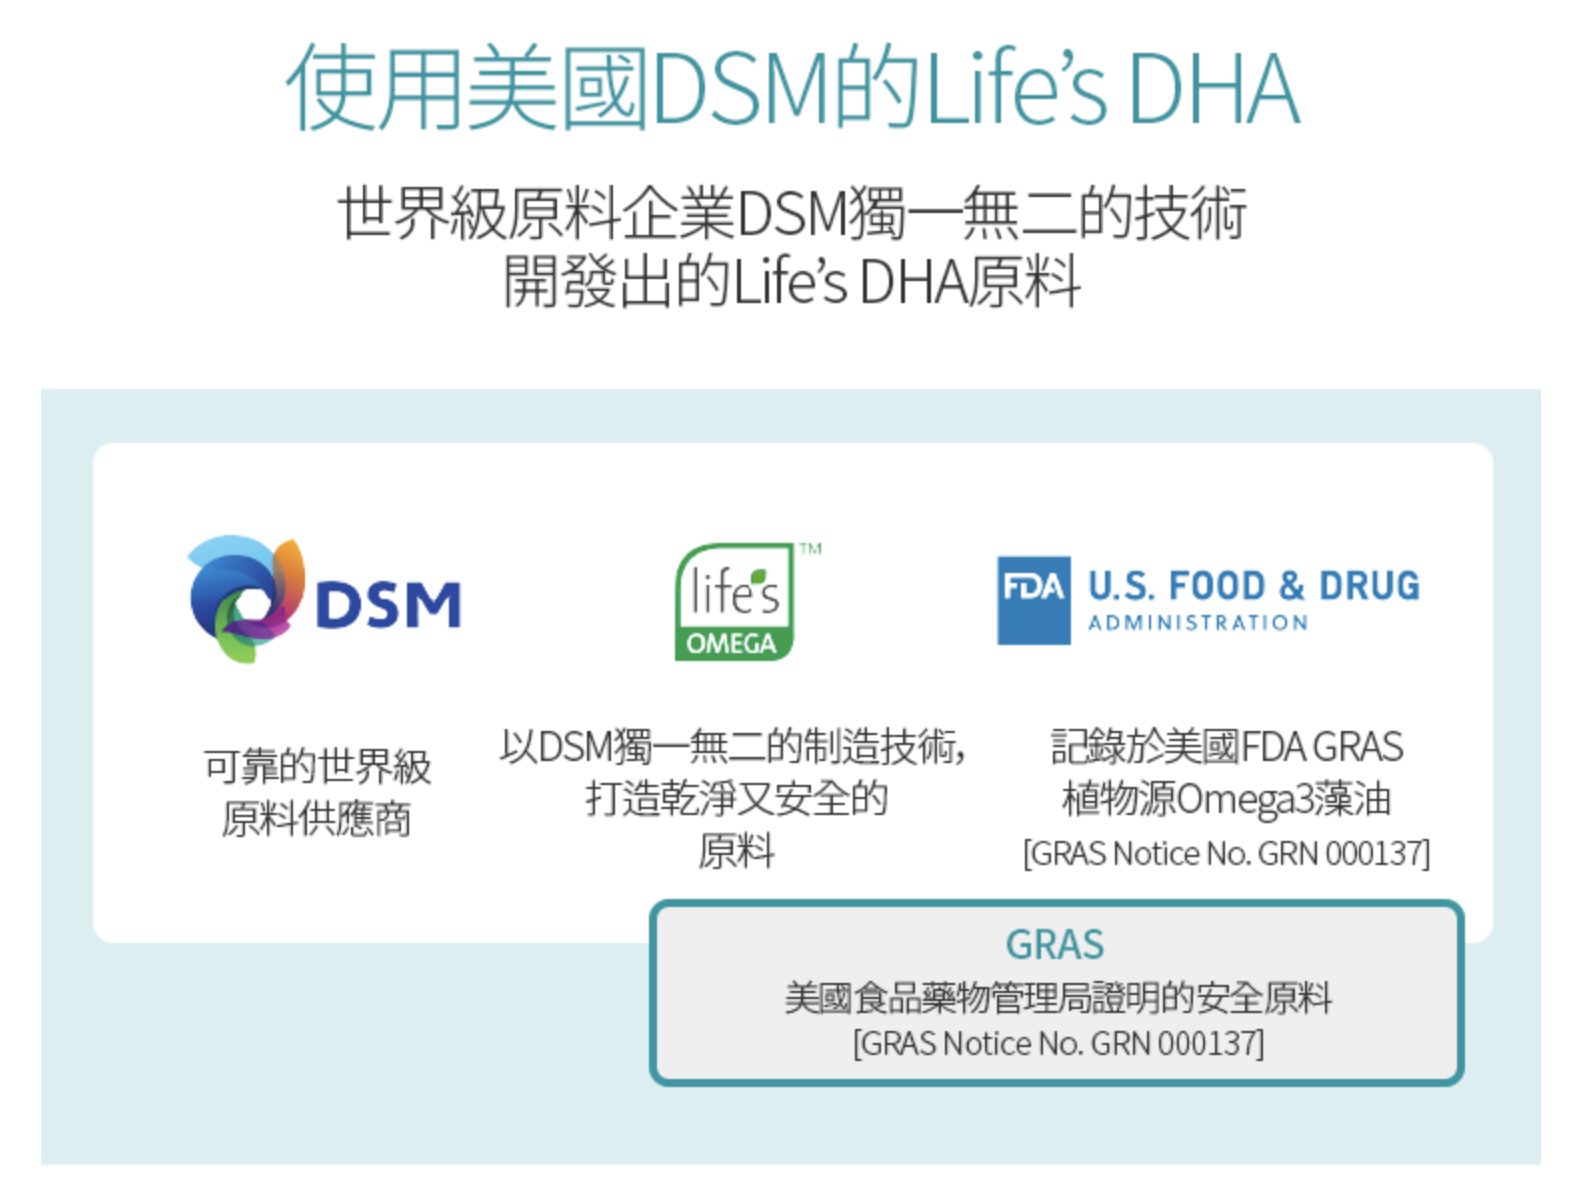 使用美國DSM的Life’s DHA
世界級原料企業DSM獨一無二的技術
開發出的Life’s DHA原料
DSM
life's
OMEGA
TM
FDA
U.S. FOOD & DRUG
ADMINISTRATION
可靠的世界級
原料供應商
以DSM獨一無二的制造技術,
打造乾淨又安全的
原料
記錄於美國FDA GRAS
植物源Omega3藻油
[GRAS Notice No. GRN 000137]
GRAS
美國食品藥物管理局證明的安全原料
[GRAS Notice No. GRN 000137]